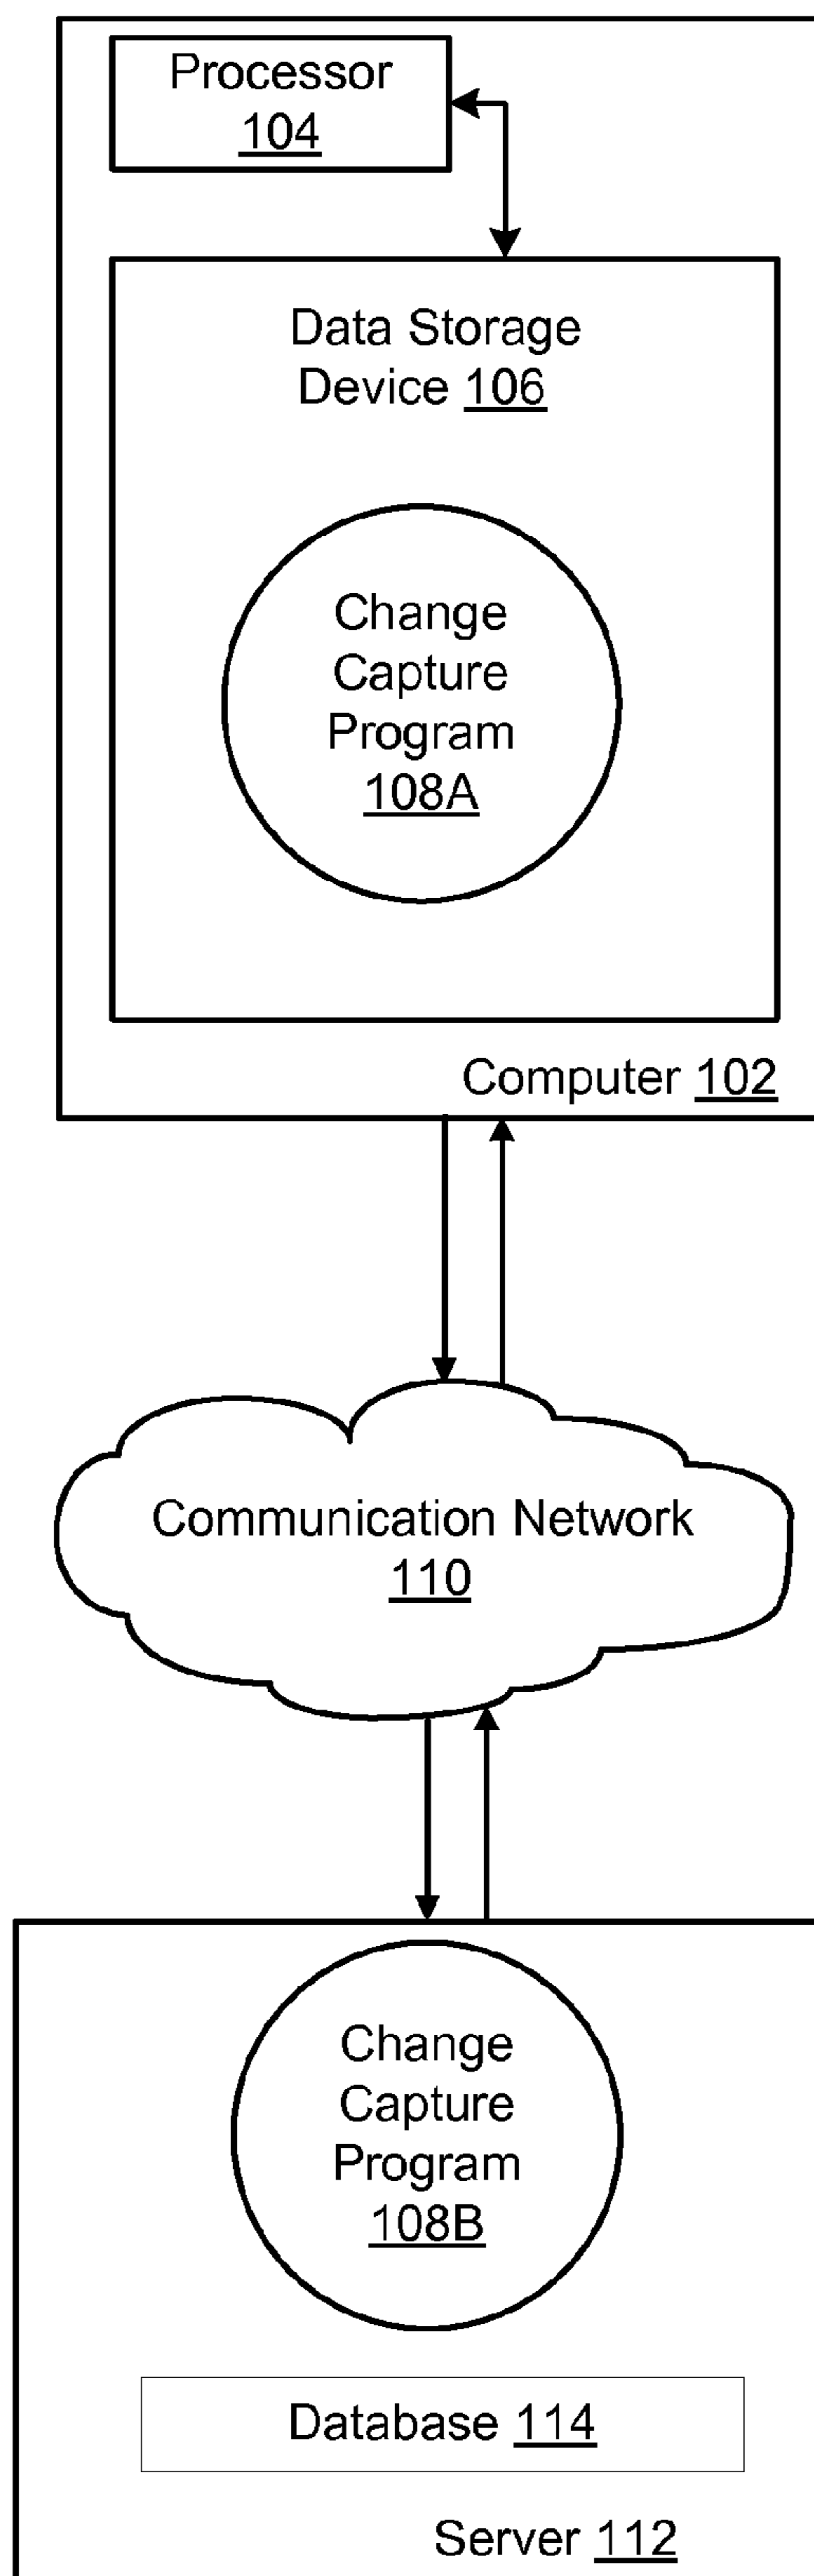 Processor
104
Data Storage
Device 106
Change
Capture
Program
108A
Computer 102
Communication Network
110
Change
Capture
Program
108B
Database 114
Server 112